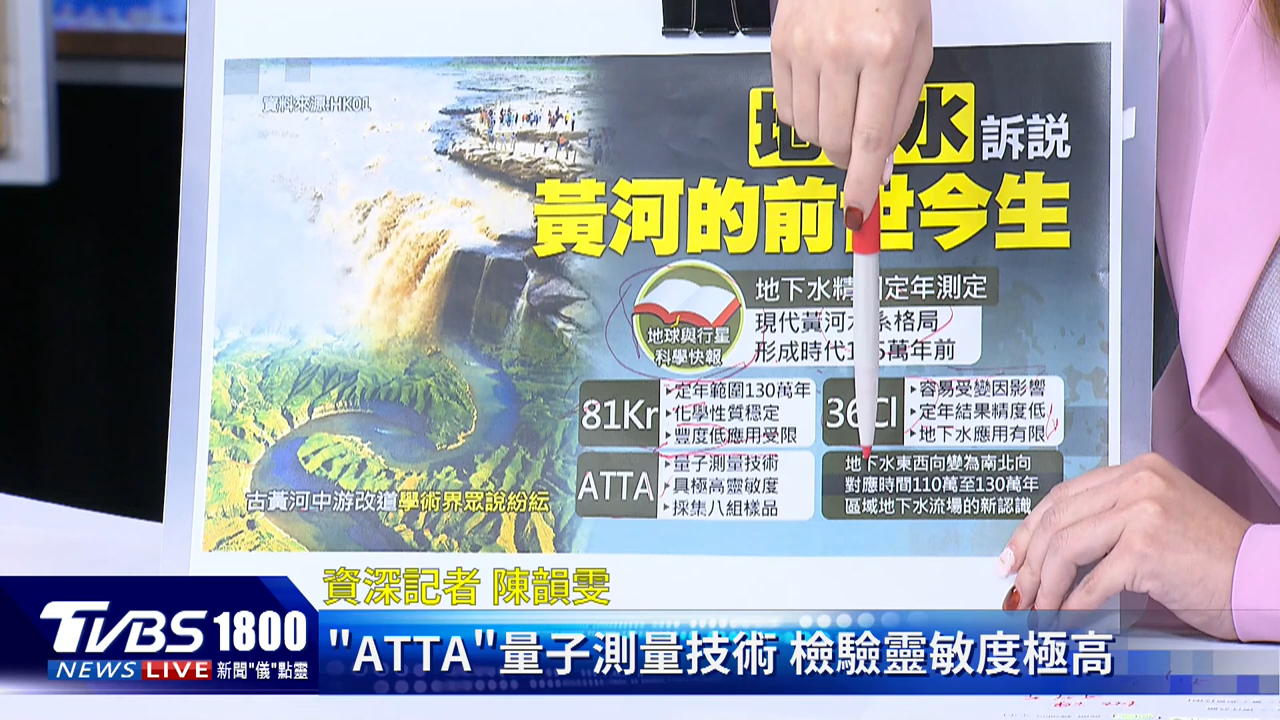 資料來源:HK01
地 水 訴説
黃河的前世今生
地球與行星
科學快報
地下水精 定年測定
現代黃河水系格局
形成時代1 5萬年前
81Kr
▸定年範圍130萬年
▸化學性質穩定
▸豐度低應用受限
36Cl
▸容易受變因影響
▸定年結果精度低
▸地下水應用有限
ATTA
▸量子測量技術
▸具極高靈敏度
▸採集八組樣品
地下水東西向變為南北向
對應時間110萬至130萬年
區域地下水流場的新認識
古黃河中游改道學術界眾說紛紜
資深記者 陳韻雯
TVBS 1800
NEWS LIVE 新聞"儀"點靈
"ATTA"量子測量技術 檢驗靈敏度極高